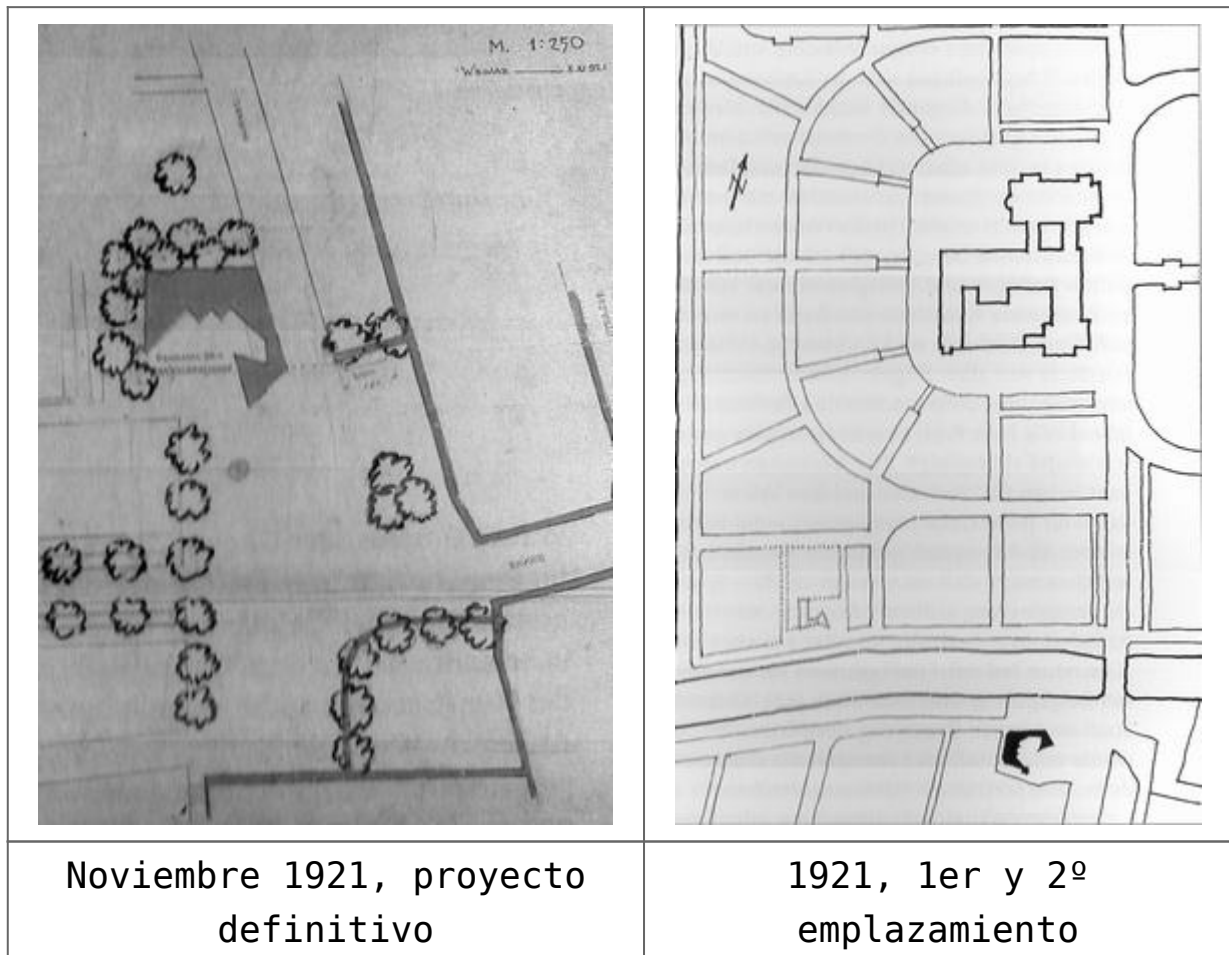 M. 1:250
N
Noviembre 1921, proyecto
definitivo
1921, 1er y 2º
emplazamiento